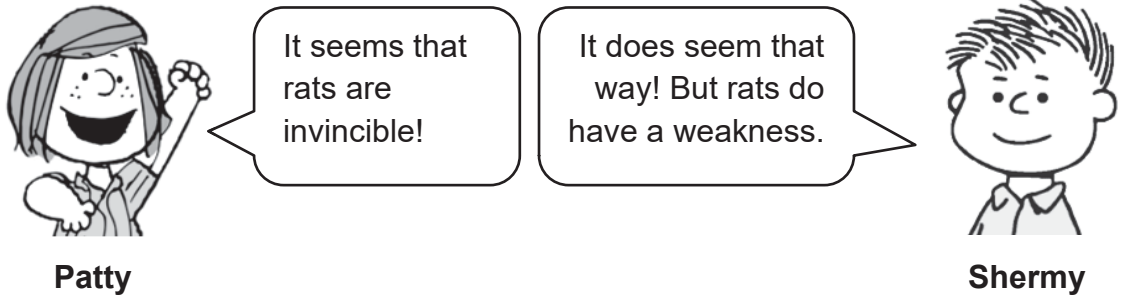 It seems that
rats are
invincible!
It does seem that
way! But rats do
have a weakness.
Patty
Shermy